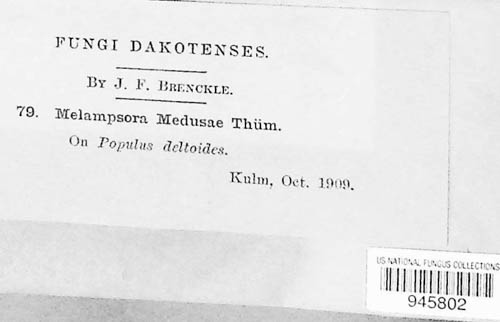 FUNGI DAKOTENSES.
By J. F. Brenckle.
79. Melampsora Medusae Thüm.
On Populus deltoides.
Kulm, Oct. 1909.
US NATIONAL FUNGUS COLLECTIONS
945802